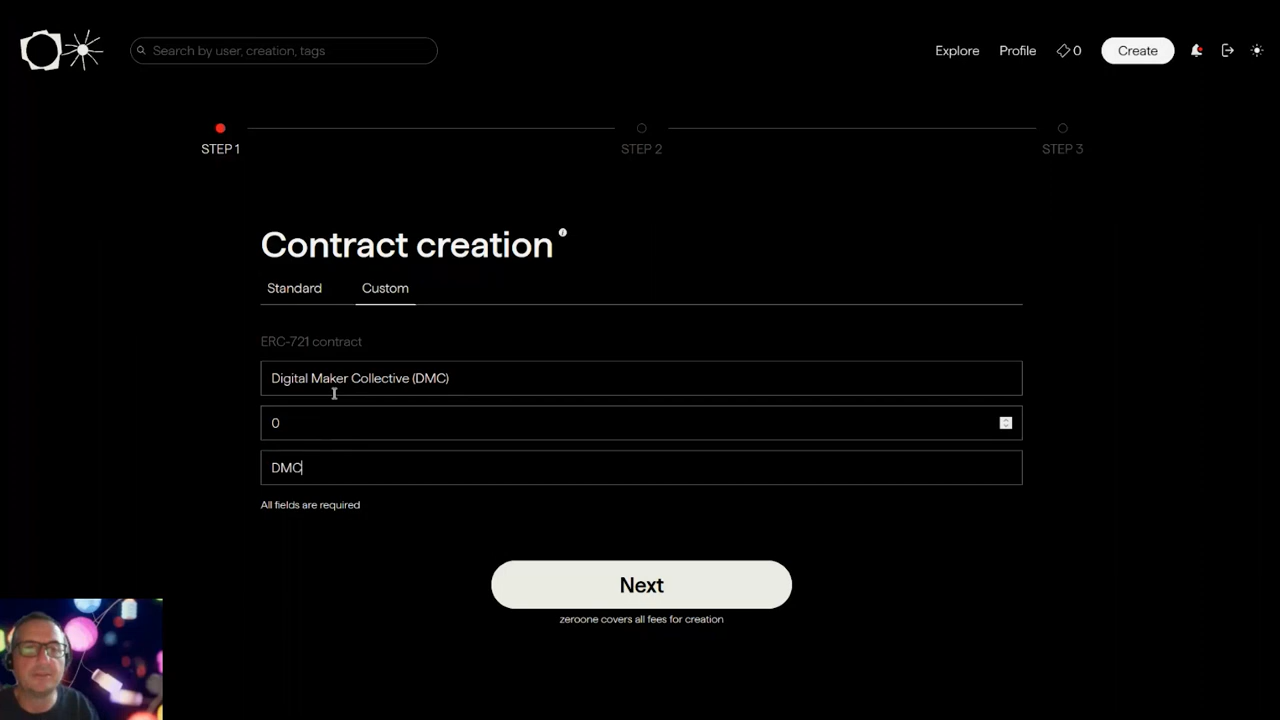 Search by user, creation, tags
Explore
Profile
0
Create
STEP 1
STEP 2
STEP 3
Contract creation
Standard
Custom
ERC-721 contract
Digital Maker Collective (DMC)
0
DMC
All fields are required
Next
zeroone covers all fees for creation